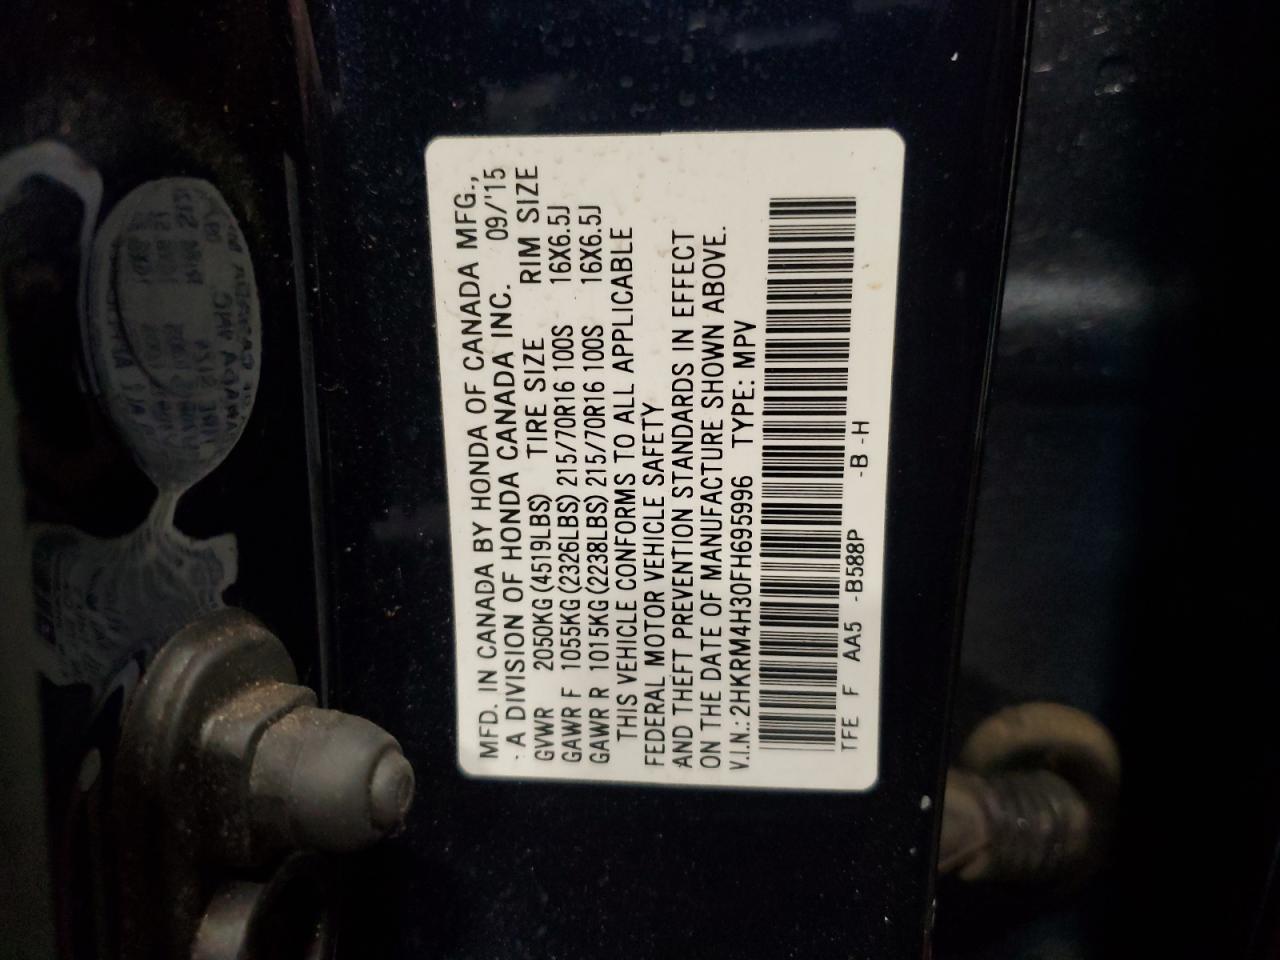 MFD. IN CANADA BY HONDA OF CANADA MFG.,
A DIVISION OF HONDA CANADA INC. 09/'15
GVWR 2050KG(4519LBS) TIRE SIZE RIM SIZE
GAWR F 1055KG(2326LBS) 215/70R16 100S 16X6.5J
GAWR R 1015KG(2238LBS) 215/70R16 100S 16X6.5J
THIS VEHICLE CONFORMS TO ALL APPLICABLE
FEDERAL MOTOR VEHICLE SAFETY
AND THEFT PREVENTION STANDARDS IN EFFECT
ON THE DATE OF MANUFACTURE SHOWN ABOVE.
V.I.N.: 2HKRM4H30FH695996 TYPE: MPV
TFE F AA5 -B588P -B -H